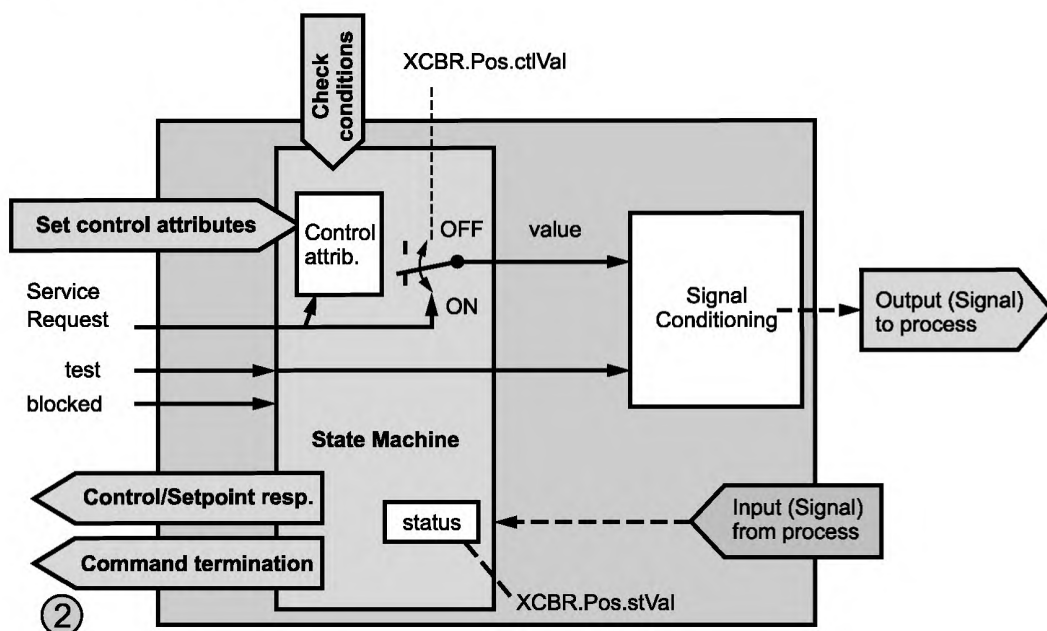 Check
conditions
XCBR.Pos.ctlVal
Set control attributes
Control
attrib.
OFF
ON
value
Service
Request
test
blocked
Signal
Conditioning
Output (Signal)
to process
State Machine
Control/Setpoint resp.
Command termination
status
Input (Signal)
from process
XCBR.Pos.stVal
2